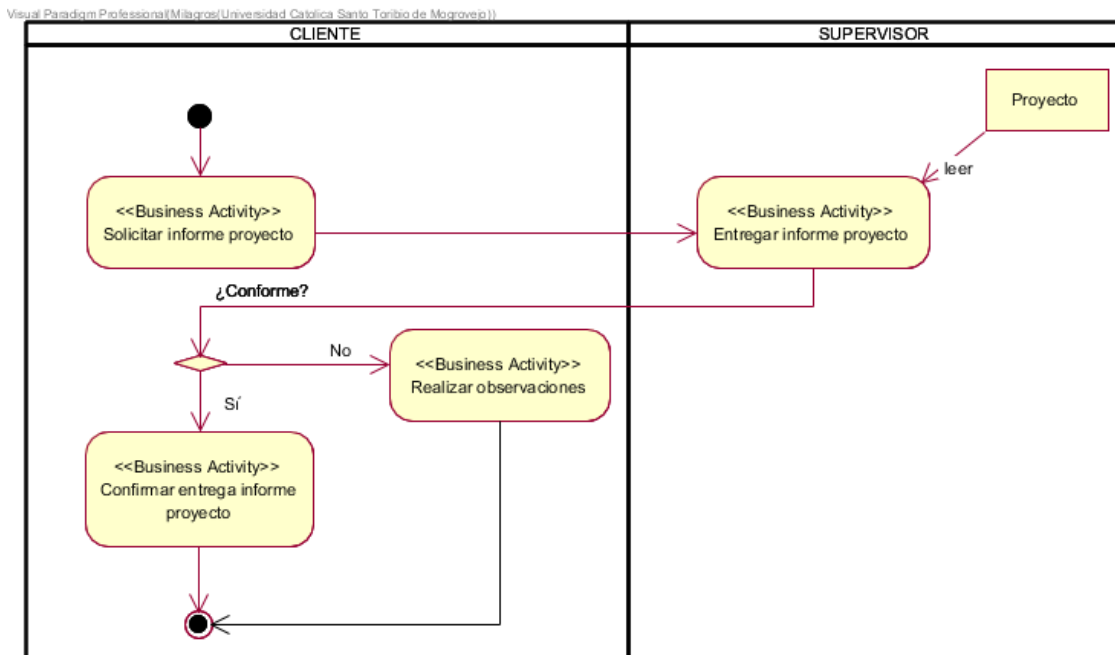 Visual Paradigm Professional(Milagros(Universidad Catolica Santo Toribio de Mogrovejo))
CLIENTE
SUPERVISOR
Proyecto
leer
<<Business Activity>>
Solicitar informe proyecto
<<Business Activity>>
Entregar informe proyecto
¿Conforme?
No
<<Business Activity>>
Realizar observaciones
Sí
<<Business Activity>>
Confirmar entrega informe
proyecto